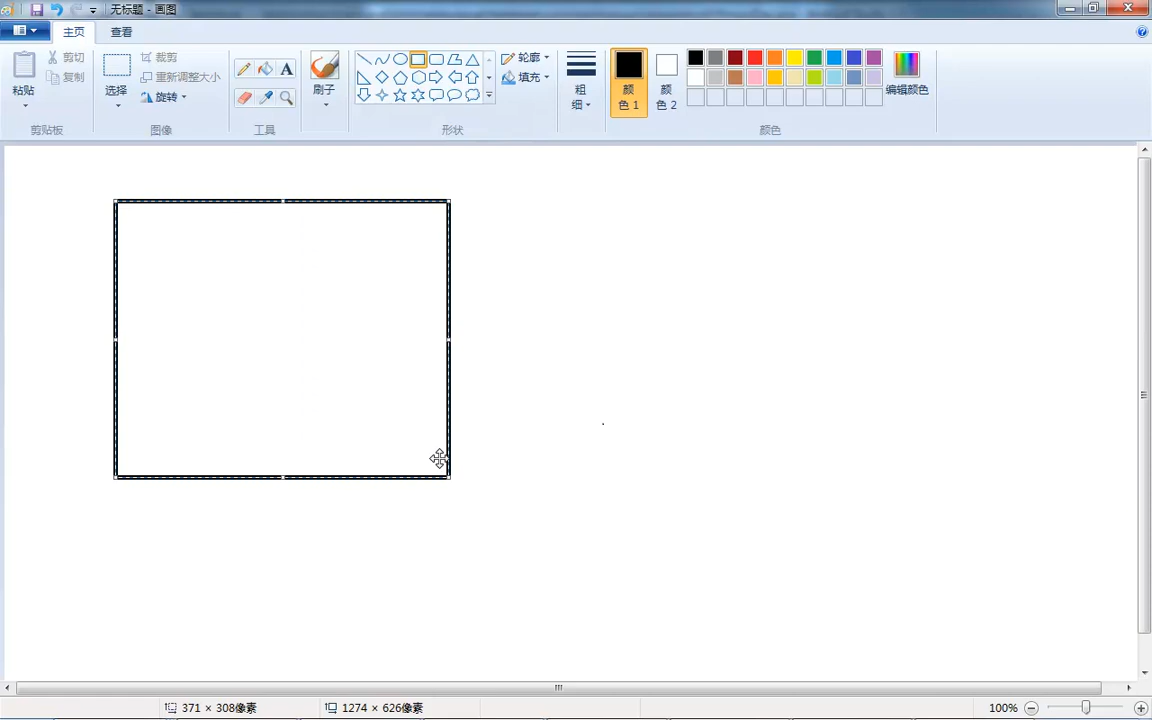 无标题 - 画图
主页
查看
粘贴
剪切
复制
剪贴板
选择
裁剪
重新调整大小
旋转
图像
A
工具
刷子
轮廓
填充
形状
粗
细
颜
色 1
颜
色 2
编辑颜色
颜色
371 × 308像素
1274 × 626像素
100%